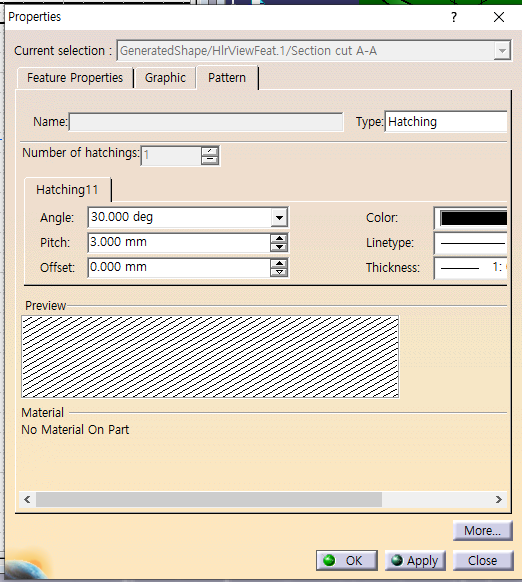 Properties
? ×
Current selection : GeneratedShape/HlrViewFeat.1/Section cut A-A
Feature Properties Graphic Pattern
Name: Type: Hatching
Number of hatchings: 1
Hatching11
Angle: 30.000 deg Color:
Pitch: 3.000 mm Linetype:
Offset: 0.000 mm Thickness: 1:
Preview
Material
No Material On Part
More...
OK Apply Close